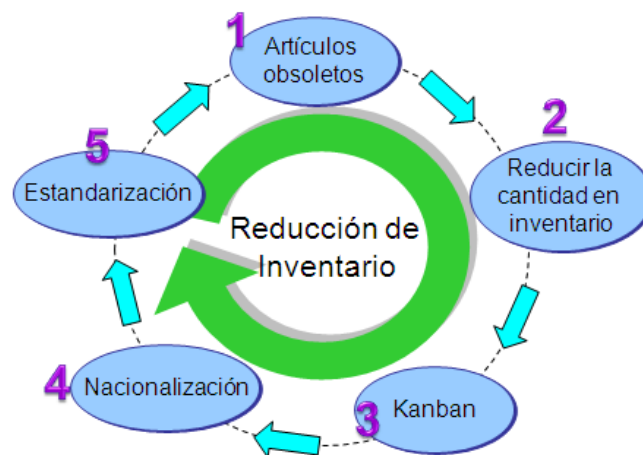 1
Artículos
obsoletos
2
Reducir la
cantidad en
inventario
3
Kanban
4
Nacionalización
5
Estandarización
Reducción de
Inventario